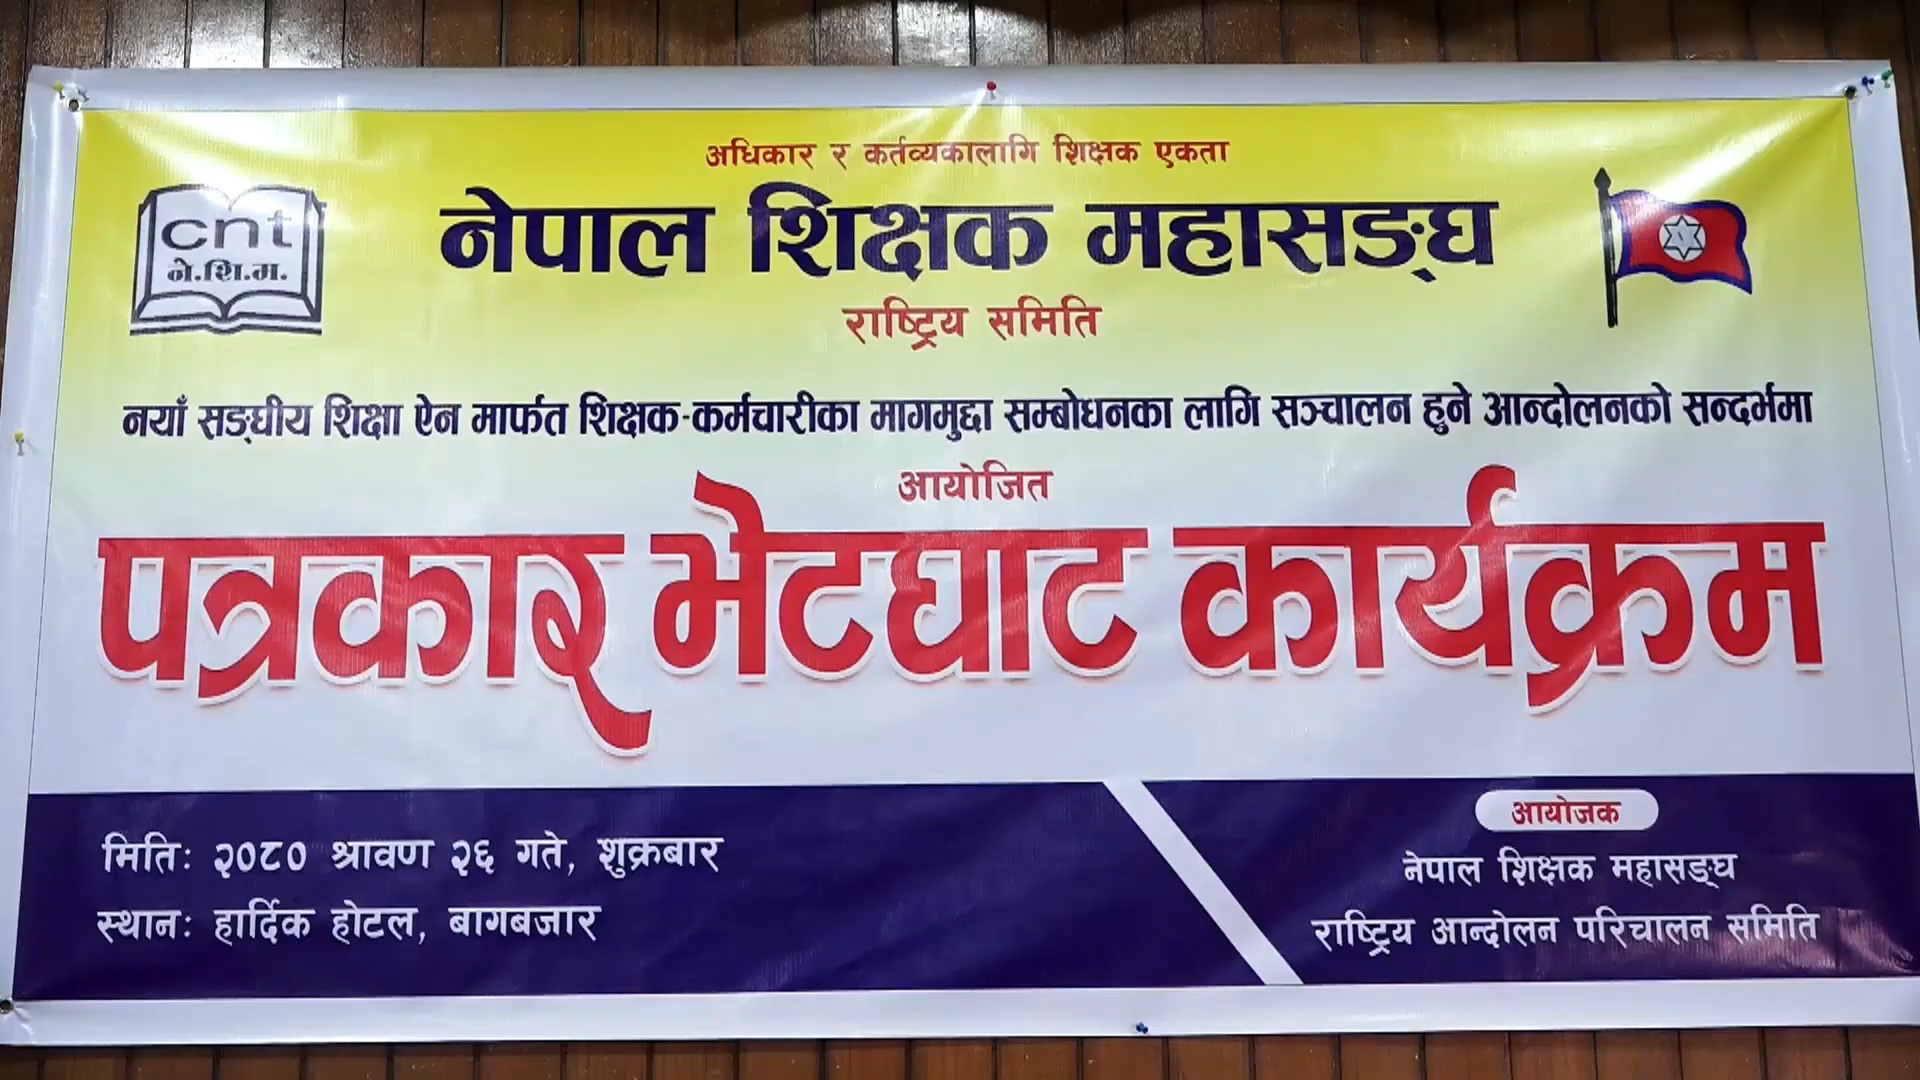 अधिकार र कर्तव्यकालागि शिक्षक एकता
cnt
ने.शि.म.
नेपाल शिक्षक महासङ्घ
राष्ट्रिय समिति
नयाँ सङ्घीय शिक्षा ऐन मार्फत शिक्षक-कर्मचारीका मागमुद्दा सम्बोधनका लागि सञ्चालन हुने आन्दोलनको सन्दर्भमा
आयोजित
पत्रकार भेटघाट कार्यक्रम
मितिः २०८० श्रावण २६ गते, शुक्रबार
स्थानः हार्दिक होटल, बागबजार
आयोजक
नेपाल शिक्षक महासङ्घ
राष्ट्रिय आन्दोलन परिचालन समिति